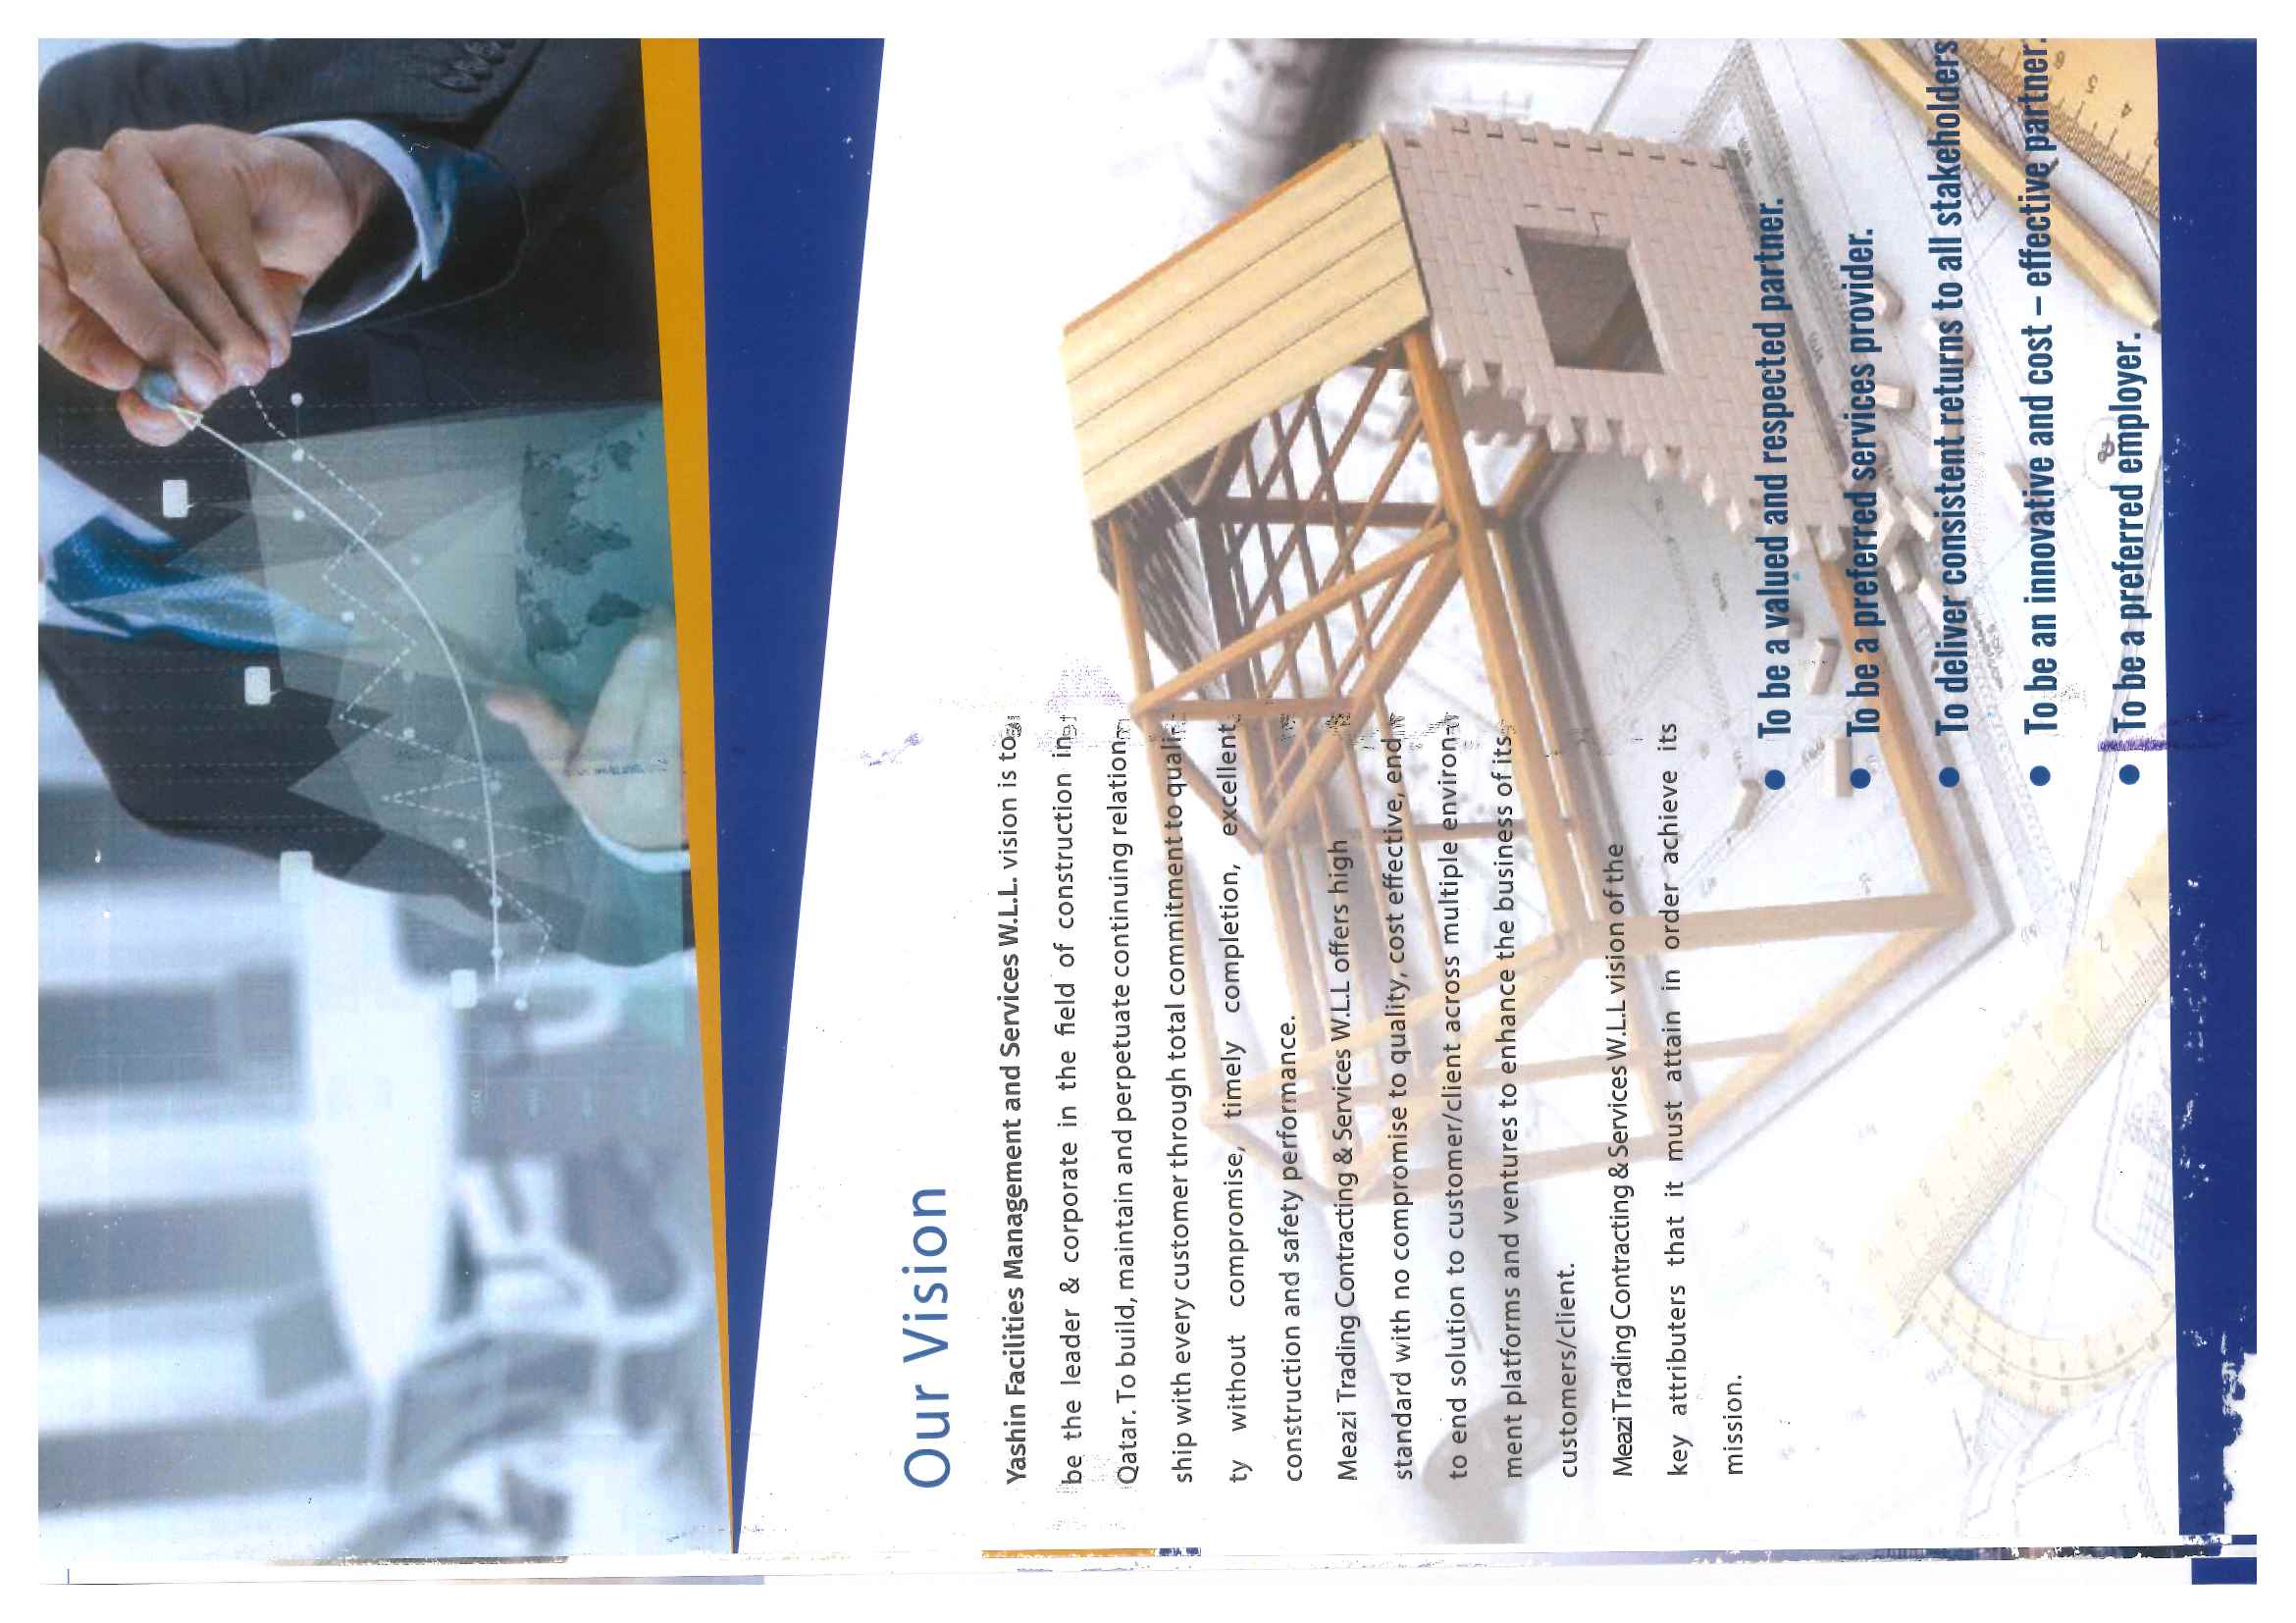 Our Vision
Yashin Facilities Management and Services W.L.L. vision is to
be the leader & corporate in the field of construction in
Qatar. To build, maintain and perpetuate continuing relation
ship with every customer through total commitment to quali
ty without compromise, timely completion, excellent
construction and safety performance.
Meazi Trading Contracting & Services W.L.L offers high
standard with no compromise to quality, cost effective, end
to end solution to customer/client across multiple environ
ment platforms and ventures to enhance the business of its
customers/client.
Meazi Trading Contracting & Services W.L.L vision of the
key attributers that it must attain in order achieve its
mission.
● To be a valued and respected partner.
● To be a preferred services provider.
● To deliver consistent returns to all stakeholders
● To be an innovative and cost – effective partner.
● To be a preferred employer.